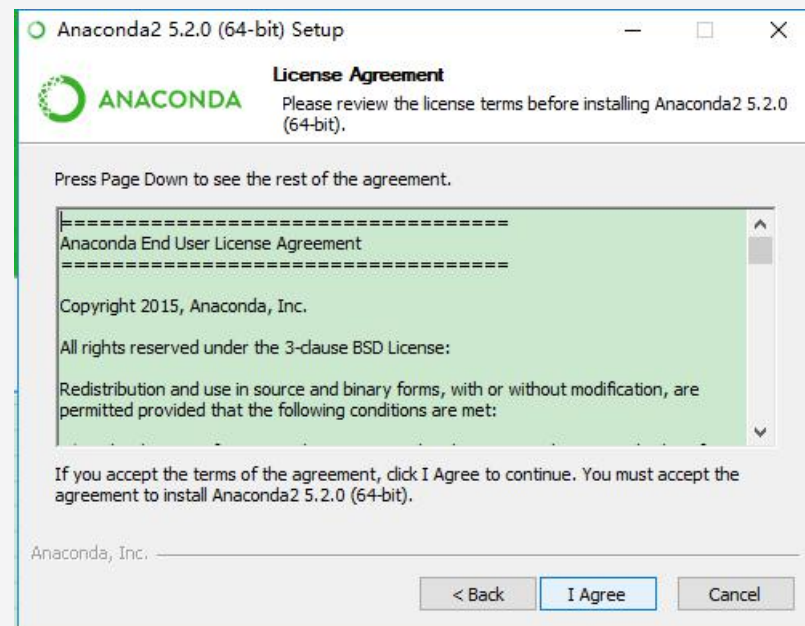 Anaconda2 5.2.0 (64-bit) Setup
ANACONDA
License Agreement
Please review the license terms before installing Anaconda2 5.2.0
(64-bit).
Press Page Down to see the rest of the agreement.
===================================
Anaconda End User License Agreement
===================================
Copyright 2015, Anaconda, Inc.
All rights reserved under the 3-clause BSD License:
Redistribution and use in source and binary forms, with or without modification, are
permitted provided that the following conditions are met:
If you accept the terms of the agreement, click I Agree to continue. You must accept the
agreement to install Anaconda2 5.2.0 (64-bit).
Anaconda, Inc.
< Back
I Agree
Cancel